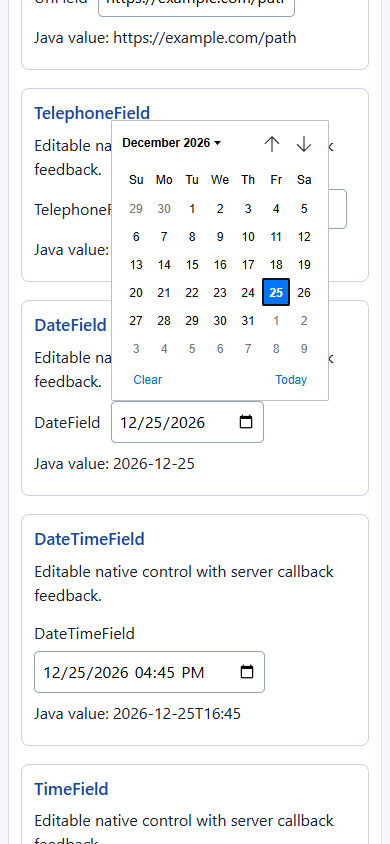 UrlField https://example.com/path
Java value: https://example.com/path
TelephoneField
Editable na k
feedback.
TelephoneF
Java value:
December 2026
Su Mo Tu We Th Fr Sa
29 30 1 2 3 4 5
6 7 8 9 10 11 12
13 14 15 16 17 18 19
20 21 22 23 24 25 26
27 28 29 30 31 1 2
3 4 5 6 7 8 9
Clear Today
DateField
Editable na k
feedback.
DateField 12/25/2026
Java value: 2026-12-25
DateTimeField
Editable native control with server callback
feedback.
DateTimeField
12/25/2026 04:45 PM
Java value: 2026-12-25T16:45
TimeField
Editable native control with server callback
feedback.